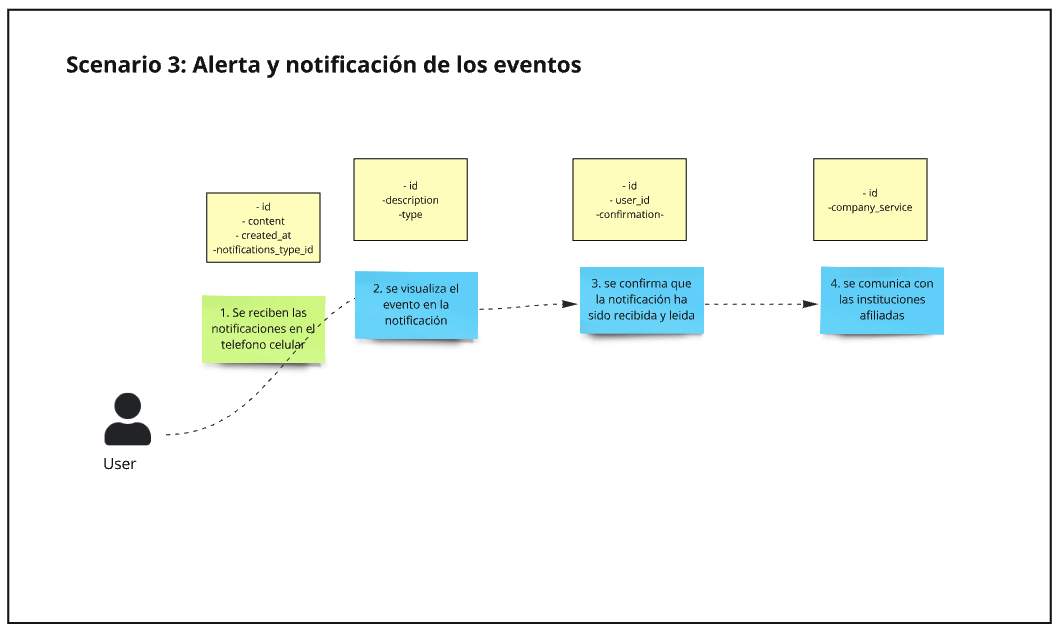 Scenario 3: Alerta y notificación de los eventos
- id
- content
- created_at
-notifications_type_id
- id
-description
-type
- id
- user_id
-confirmation-
- id
-company_service
1. Se reciben las
notificaciones en el
telefono celular
2. se visualiza el
evento en la
notificación
3. se confirma que
la notificación ha
sido recibida y leida
4. se comunica con
las instituciones
afiliadas
User